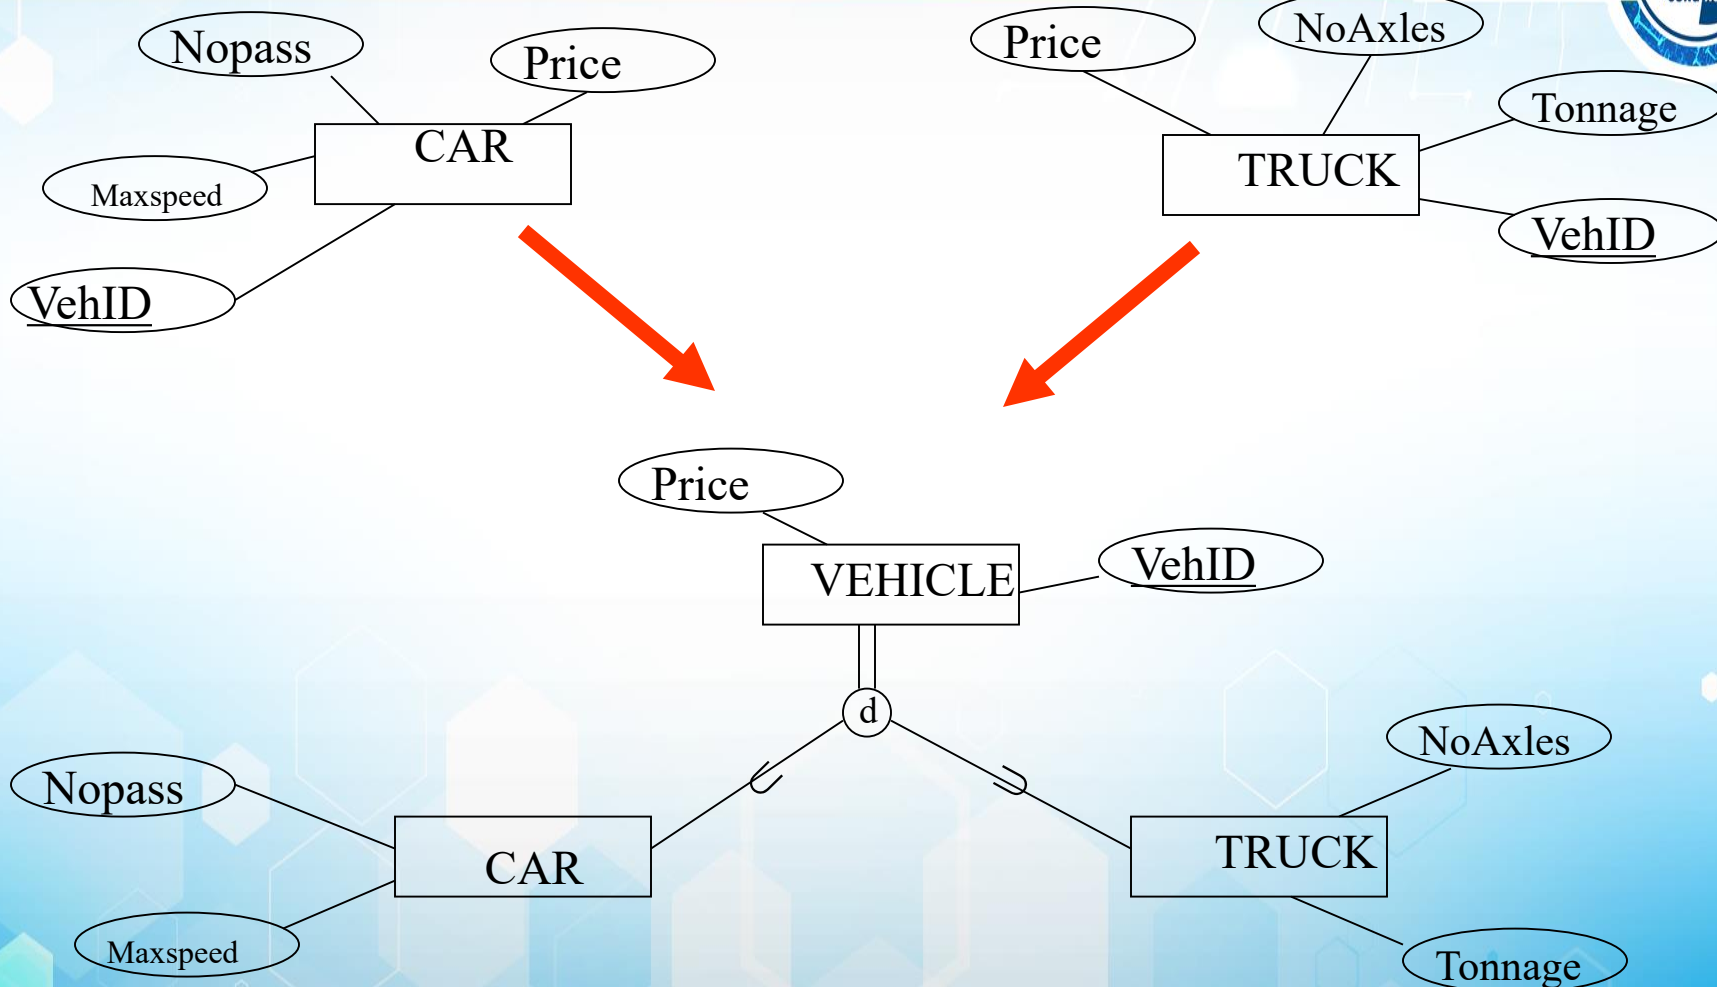 Nopass
Price
CAR
Maxspeed
VehID
Price
NoAxles
Tonnage
TRUCK
VehID
Price
VEHICLE
VehID
d
Nopass
CAR
Maxspeed
NoAxles
TRUCK
Tonnage